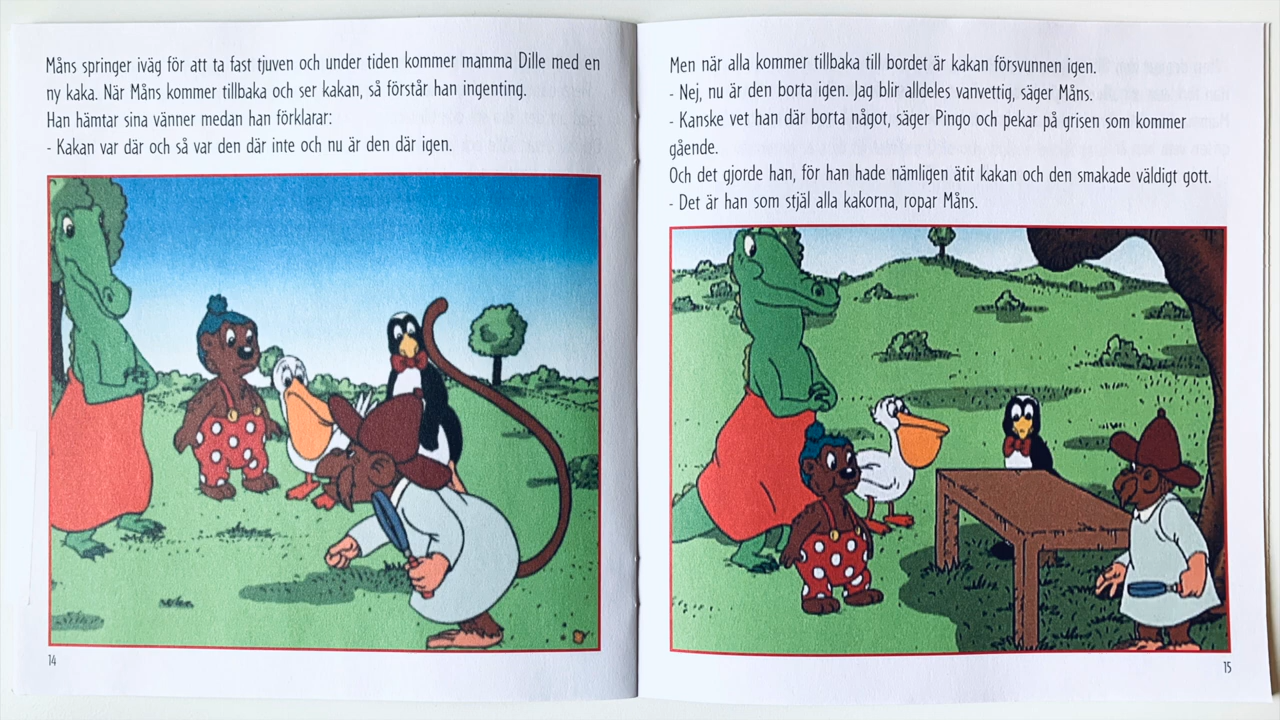 Måns springer iväg för att ta fast tjuven och under tiden kommer mamma Dille med en
ny kaka. När Måns kommer tillbaka och ser kakan, så förstår han ingenting.
Han hämtar sina vänner medan han förklarar:
- Kakan var där och så var den där inte och nu är den där igen.
14
Men när alla kommer tillbaka till bordet är kakan försvunnen igen.
- Nej, nu är den borta igen. Jag blir alldeles vanvettig, säger Måns.
- Kanske vet han där borta något, säger Pingo och pekar på grisen som kommer
gående.
Och det gjorde han, för han hade nämligen ätit kakan och den smakade väldigt gott.
- Det är han som stjäl alla kakorna, ropar Måns.
15